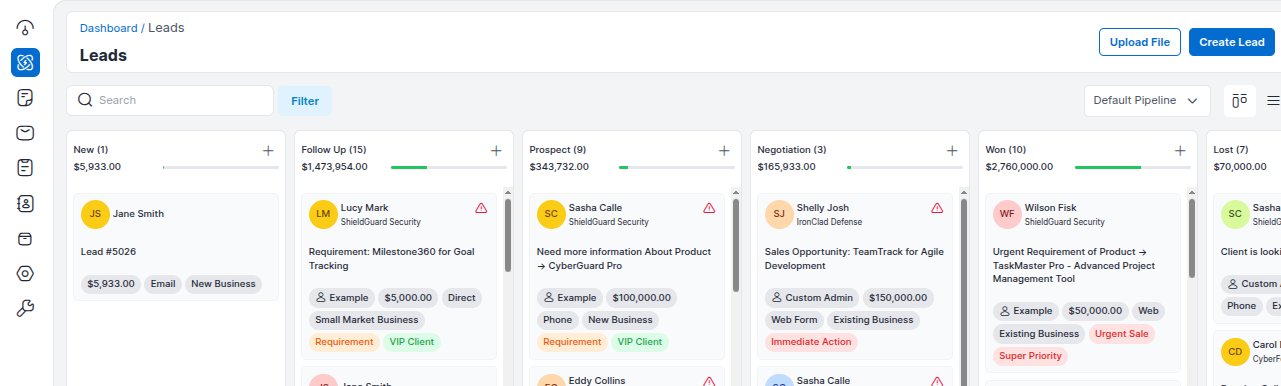 Dashboard / Leads
Leads
Upload File
Create Lead
Search
Filter
Default Pipeline
New (1)
$5,933.00
JS
Jane Smith
Lead #5026
$5,933.00 Email New Business
Follow Up (15)
$1,473,954.00
LM
Lucy Mark
ShieldGuard Security
Requirement: Milestone360 for Goal
Tracking
Example $5,000.00 Direct
Small Market Business
Requirement VIP Client
Jane Smith
Prospect (9)
$343,732.00
SC
Sasha Calle
ShieldGuard Security
Need more information About Product
→ CyberGuard Pro
Example $100,000.00
Phone New Business
Requirement VIP Client
Eddy Collins
Negotiation (3)
$165,933.00
SJ
Shelly Josh
IronClad Defense
Sales Opportunity: TeamTrack for Agile
Development
Custom Admin $150,000.00
Web Form Existing Business
Immediate Action
Sasha Calle
Won (10)
$2,760,000.00
WF
Wilson Fisk
ShieldGuard Security
Urgent Requirement of Product →
TaskMaster Pro - Advanced Project
Management Tool
Example $50,000.00 Web
Existing Business Urgent Sale
Super Priority
Lost (7)
$70,000.00
SC
Sasha
Client is
Custom
Phone
CD
Carol